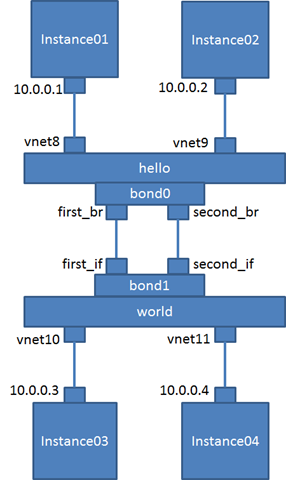 Instance01 Instance02
10.0.0.1 10.0.0.2
vnet8 vnet9
hello
bond0
first_br second_br
first_if second_if
bond1
world
vnet10 vnet11
10.0.0.3 10.0.0.4
Instance03 Instance04